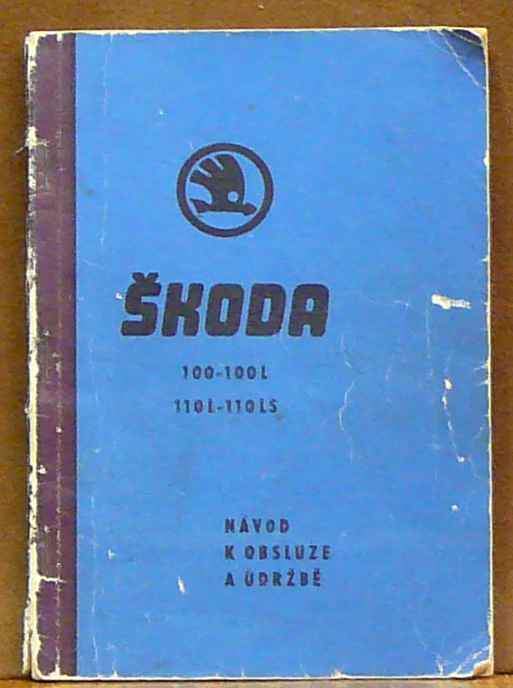 ŠKODA
100-100L
110L-110LS
NÁVOD
K OBSLUZE
A ÚDRŽBĚ